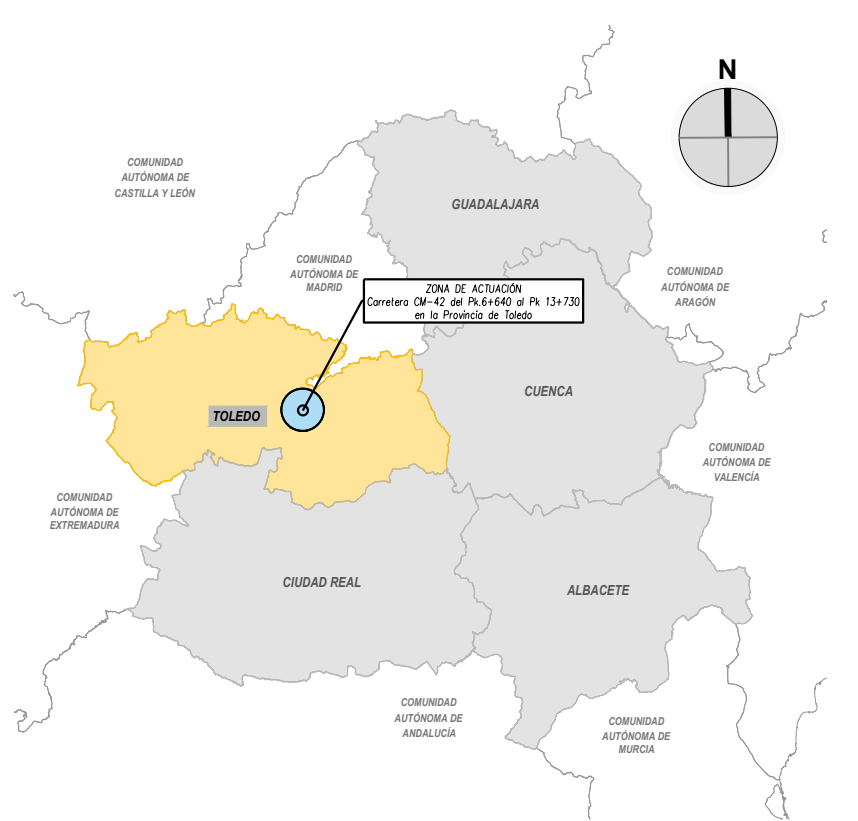 N
COMUNIDAD
AUTÓNOMA DE
CASTILLA Y LEÓN
GUADALAJARA
COMUNIDAD
AUTÓNOMA DE
MADRID
COMUNIDAD
AUTÓNOMA DE
ARAGÓN
ZONA DE ACTUACIÓN
Carretera CM-42 del Pk.6+640 al Pk 13+730
en la Provincia de Toledo
CUENCA
TOLEDO
COMUNIDAD
AUTÓNOMA DE
VALENCÍA
COMUNIDAD
AUTÓNOMA DE
EXTREMADURA
CIUDAD REAL
ALBACETE
COMUNIDAD
AUTÓNOMA DE
ANDALUCÍA
COMUNIDAD
AUTÓNOMA DE
MURCIA